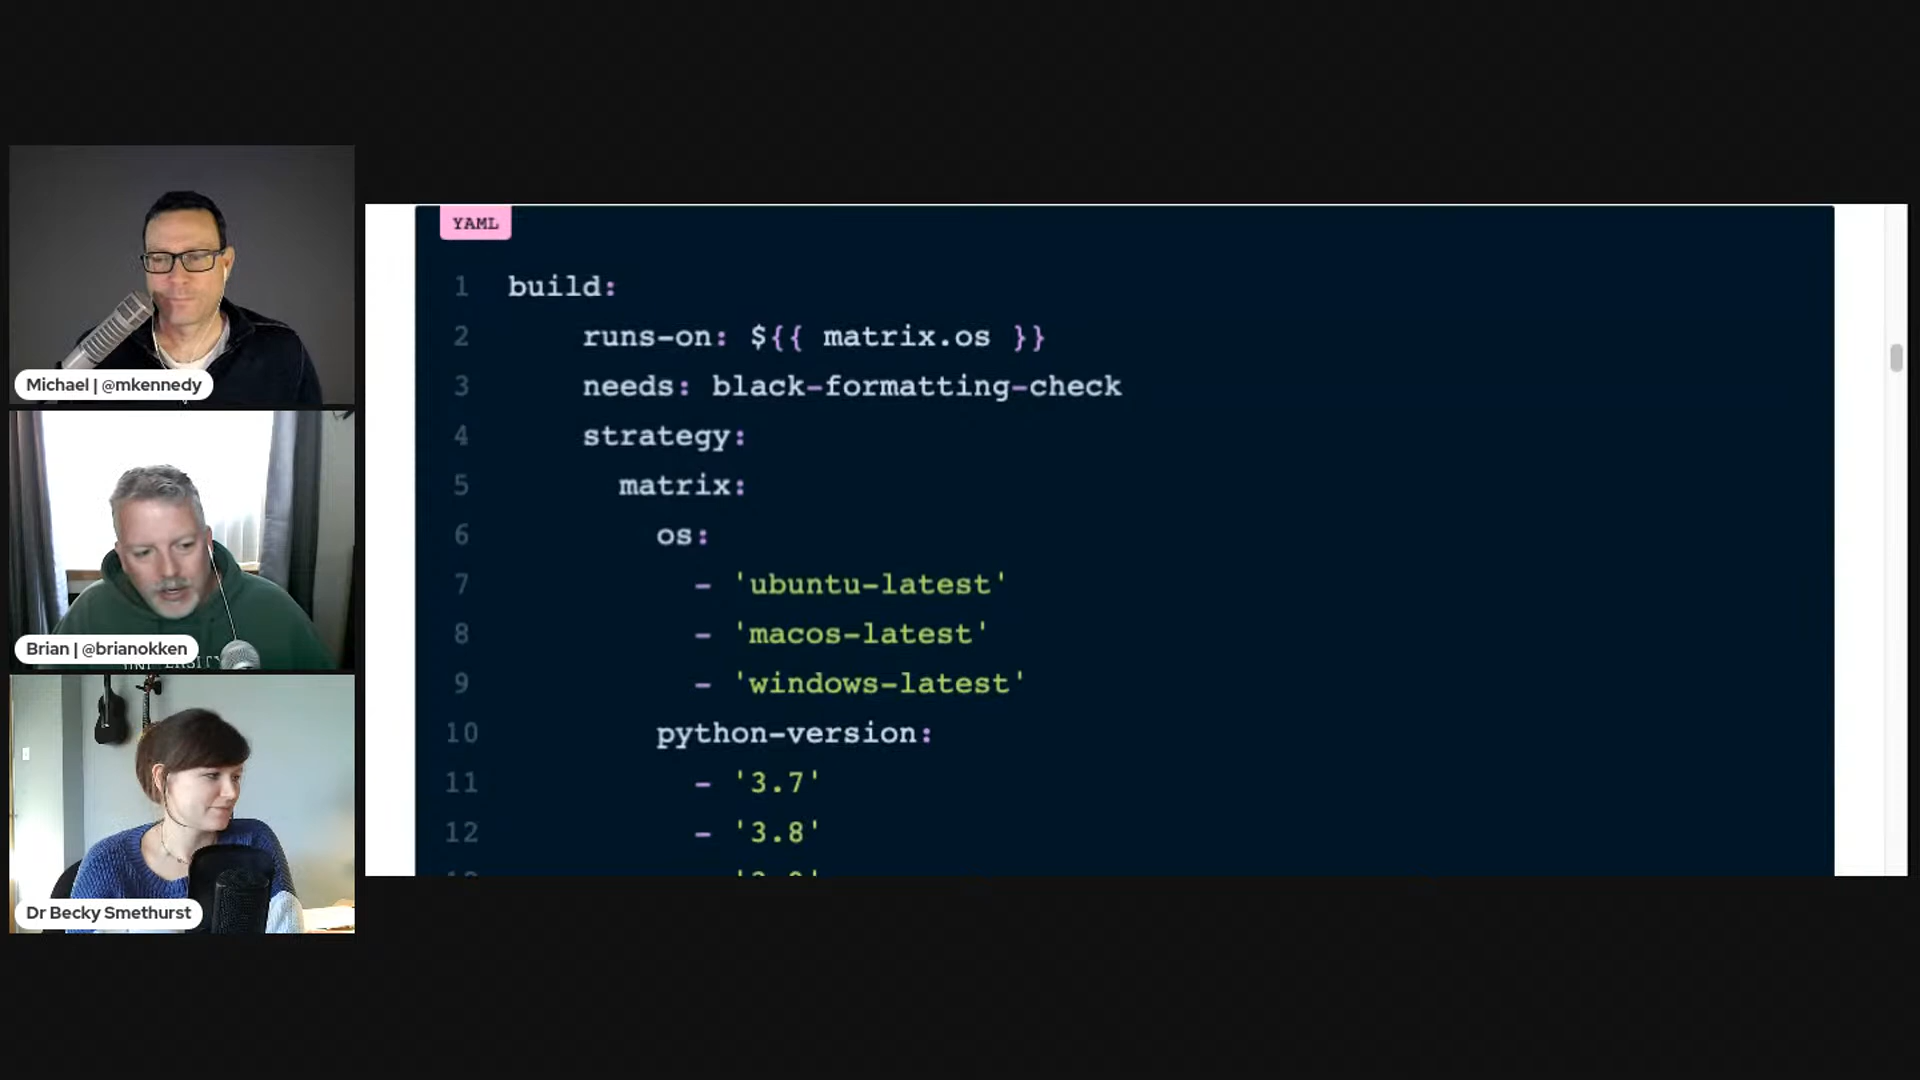 Michael | @mkennedy
Brian | @brianokken
Dr Becky Smethurst
YAML
1 build:
2 runs-on: ${{ matrix.os }}
3 needs: black-formatting-check
4 strategy:
5 matrix:
6 os:
7 - 'ubuntu-latest'
8 - 'macos-latest'
9 - 'windows-latest'
10 python-version:
11 - '3.7'
12 - '3.8'